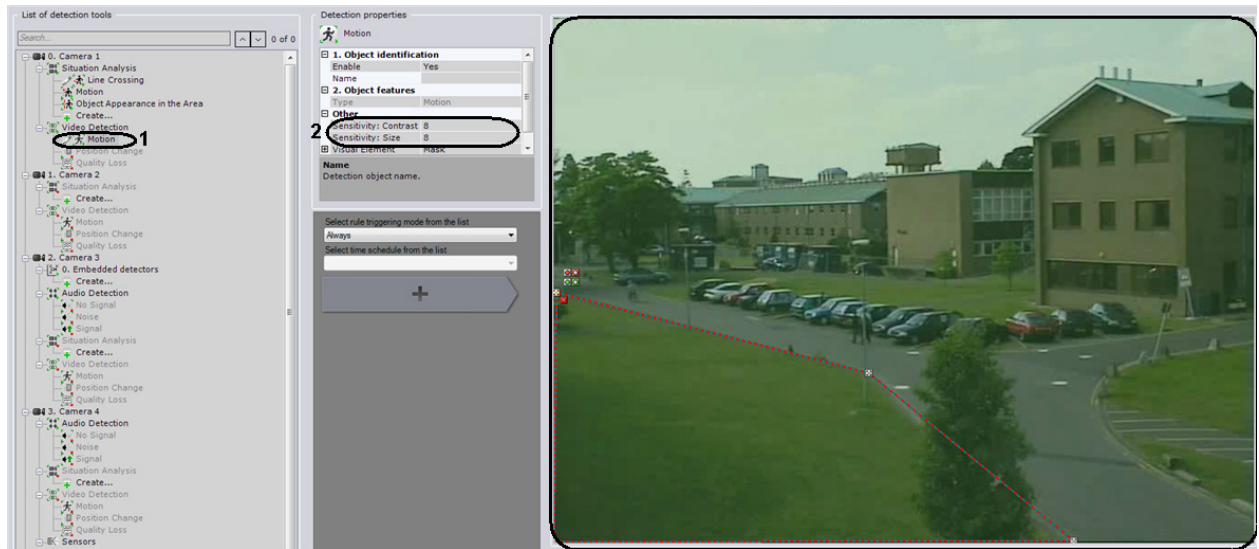 List of detection tools
Search...
0 of 0
0. Camera 1
Situation Analysis
Line Crossing
Motion
Object Appearance in the Area
Create...
Video Detection
Motion
1
Position Change
Quality Loss
1. Camera 2
Situation Analysis
Create...
Video Detection
Motion
Position Change
Quality Loss
2. Camera 3
0. Embedded detectors
Create...
Audio Detection
No Signal
Noise
Signal
Situation Analysis
Create...
Video Detection
Motion
Position Change
Quality Loss
3. Camera 4
Audio Detection
No Signal
Noise
Signal
Situation Analysis
Create...
Video Detection
Motion
Position Change
Quality Loss
Sensors
Detection properties
Motion
1. Object identification
Enable Yes
Name
2. Object features
Type Motion
Other
2
Sensitivity: Contrast 8
Sensitivity: Size 8
Visual Element Mask
Name
Detection object name.
Select rule triggering mode from the list
Always
Select time schedule from the list